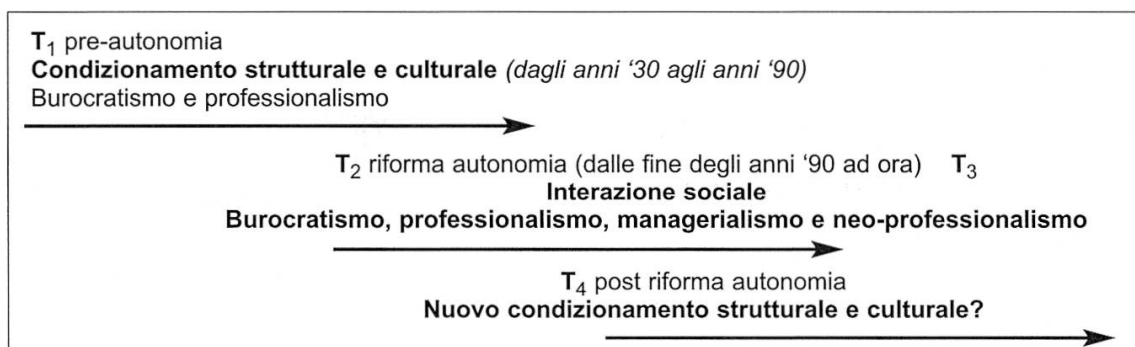 T₁ pre-autonomia
Condizionamento strutturale e culturale (dagli anni ‘30 agli anni ‘90)
Burocratismo e professionalismo
T₂ riforma autonomia (dalle fine degli anni ‘90 ad ora) T₃
Interazione sociale
Burocratismo, professionalismo, managerialismo e neo-professionalismo
T₄ post riforma autonomia
Nuovo condizionamento strutturale e culturale?